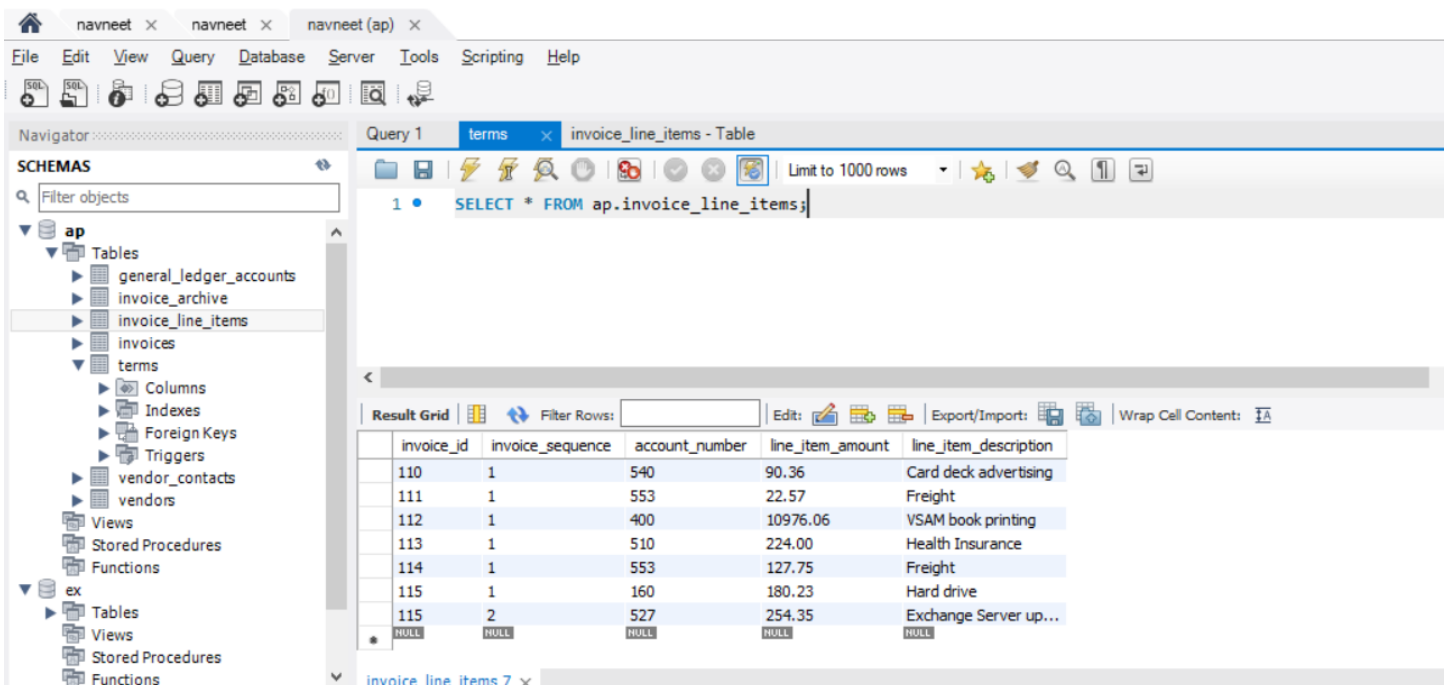 navneet × navneet × navneet (ap) ×
File Edit View Query Database Server Tools Scripting Help
Navigator
SCHEMAS
Filter objects
ap
Tables
general_ledger_accounts
invoice_archive
invoice_line_items
invoices
terms
Columns
Indexes
Foreign Keys
Triggers
vendor_contacts
vendors
Views
Stored Procedures
Functions
ex
Tables
Views
Stored Procedures
Functions
Query 1 terms × invoice_line_items - Table
Limit to 1000 rows
1 SELECT * FROM ap.invoice_line_items;
Result Grid Filter Rows: Edit: Export/Import: Wrap Cell Content:
invoice_id invoice_sequence account_number line_item_amount line_item_description
110 1 540 90.36 Card deck advertising
111 1 553 22.57 Freight
112 1 400 10976.06 VSAM book printing
113 1 510 224.00 Health Insurance
114 1 553 127.75 Freight
115 1 160 180.23 Hard drive
115 2 527 254.35 Exchange Server up...
NULL NULL NULL NULL NULL
invoice_line_items 7 ×